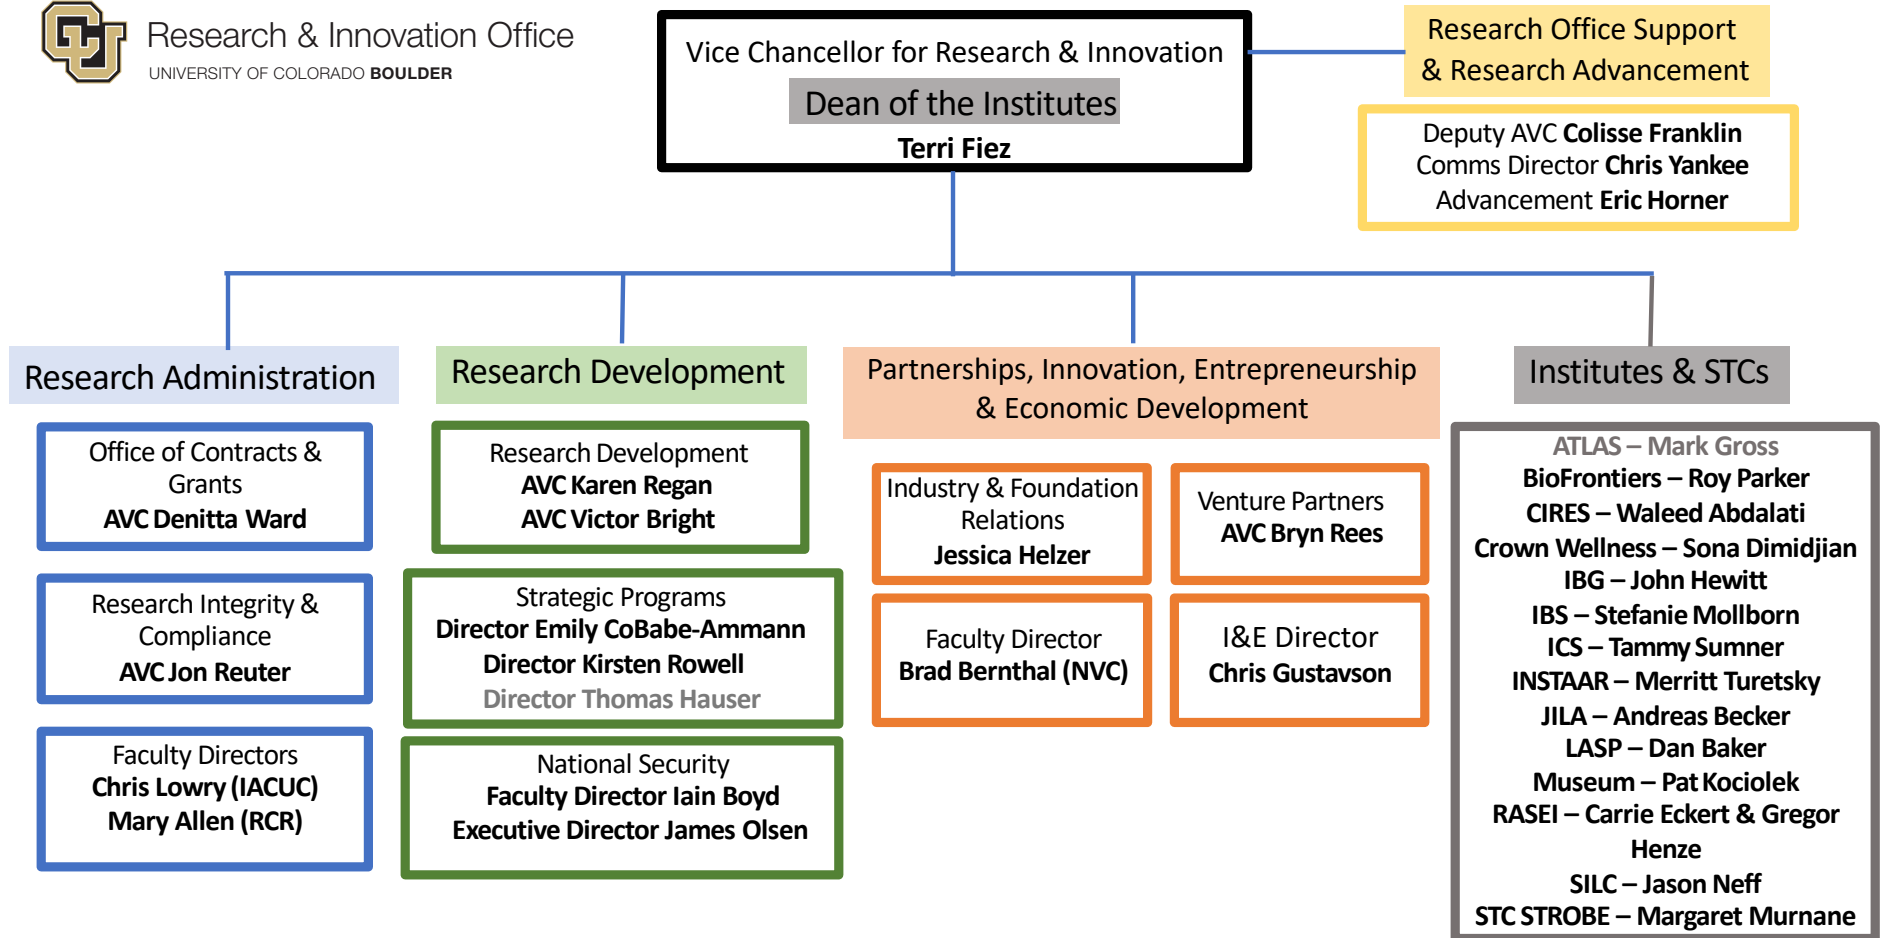 CU
Research & Innovation Office
UNIVERSITY OF COLORADO BOULDER
Vice Chancellor for Research & Innovation
Dean of the Institutes
Terri Fiez
Research Office Support
& Research Advancement
Deputy AVC Colisse Franklin
Comms Director Chris Yankee
Advancement Eric Horner
Research Administration
Office of Contracts &
Grants
AVC Denitta Ward
Research Integrity &
Compliance
AVC Jon Reuter
Faculty Directors
Chris Lowry (IACUC)
Mary Allen (RCR)
Research Development
Research Development
AVC Karen Regan
AVC Victor Bright
Strategic Programs
Director Emily CoBabe-Ammann
Director Kirsten Rowell
Director Thomas Hauser
National Security
Faculty Director Iain Boyd
Executive Director James Olsen
Partnerships, Innovation, Entrepreneurship
& Economic Development
Industry & Foundation
Relations
Jessica Helzer
Venture Partners
AVC Bryn Rees
Faculty Director
Brad Bernthal (NVC)
I&E Director
Chris Gustavson
Institutes & STCs
ATLAS – Mark Gross
BioFrontiers – Roy Parker
CIRES – Waleed Abdalati
Crown Wellness – Sona Dimidjian
IBG – John Hewitt
IBS – Stefanie Mollborn
ICS – Tammy Sumner
INSTAAR – Merritt Turetsky
JILA – Andreas Becker
LASP – Dan Baker
Museum – Pat Kociolek
RASEI – Carrie Eckert & Gregor
Henze
SILC – Jason Neff
STC STROBE – Margaret Murnane